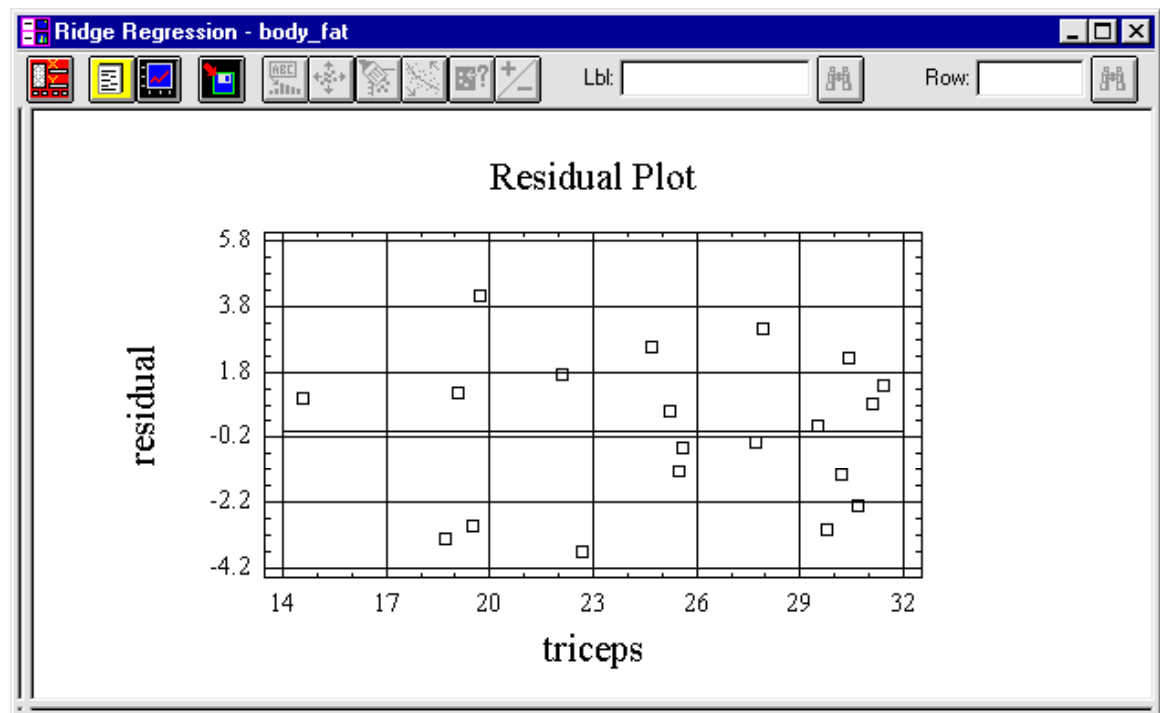 Ridge Regression - body_fat
ABC ? Lbl: Row:
Residual Plot
5.8
3.8
1.8
-0.2
-2.2
-4.2
residual
14 17 20 23 26 29 32
triceps